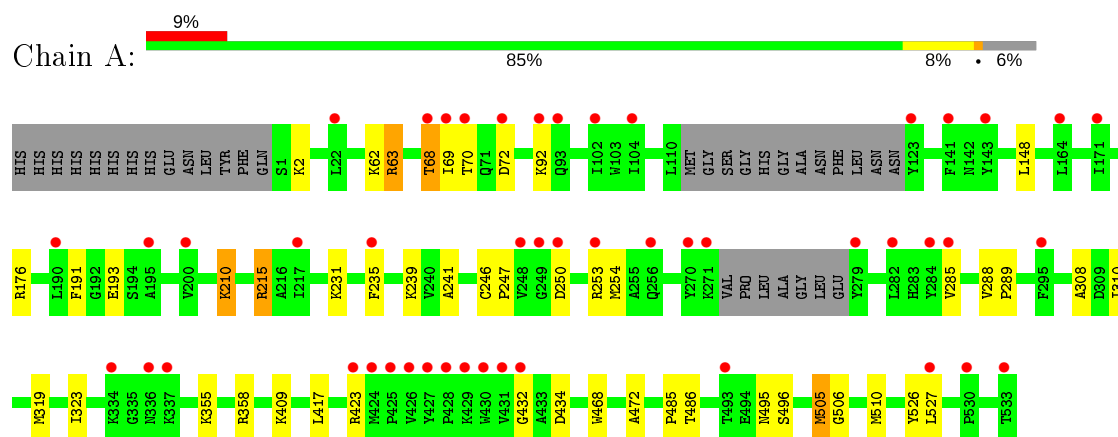 9%
Chain A:
85% 8% • 6%
HIS HIS HIS HIS HIS HIS HIS HIS GLU ASN LEU TYR PHE GLN S1 K2 L22 K62 R63 T68 I69 T70 Q71 D72 K92 Q93 I102 W103 I104 L110 MET GLY SER GLY HIS GLY ALA ASN PHE LEU ASN ASN Y123 F141 N142 Y143 L148 L164 I171
R176 L190 F191 G192 E193 S194 A195 V200 K210 R215 A216 I217 K231 F235 K239 V240 A241 C246 P247 V248 G249 D250 R253 M254 A255 Q256 Y270 K271 VAL PRO LEU ALA GLY LEU GLU Y279 L282 H283 Y284 V285 V288 P289 F295 A308 D309 I310
M319 I323 K334 G335 N336 K337 K355 R358 K409 L417 R423 M424 P425 V426 Y427 P428 K429 W430 V431 G432 A433 D434 W468 A472 P485 T486 T493 E494 N495 S496 M505 G506 M510 Y526 L527 P530 T533